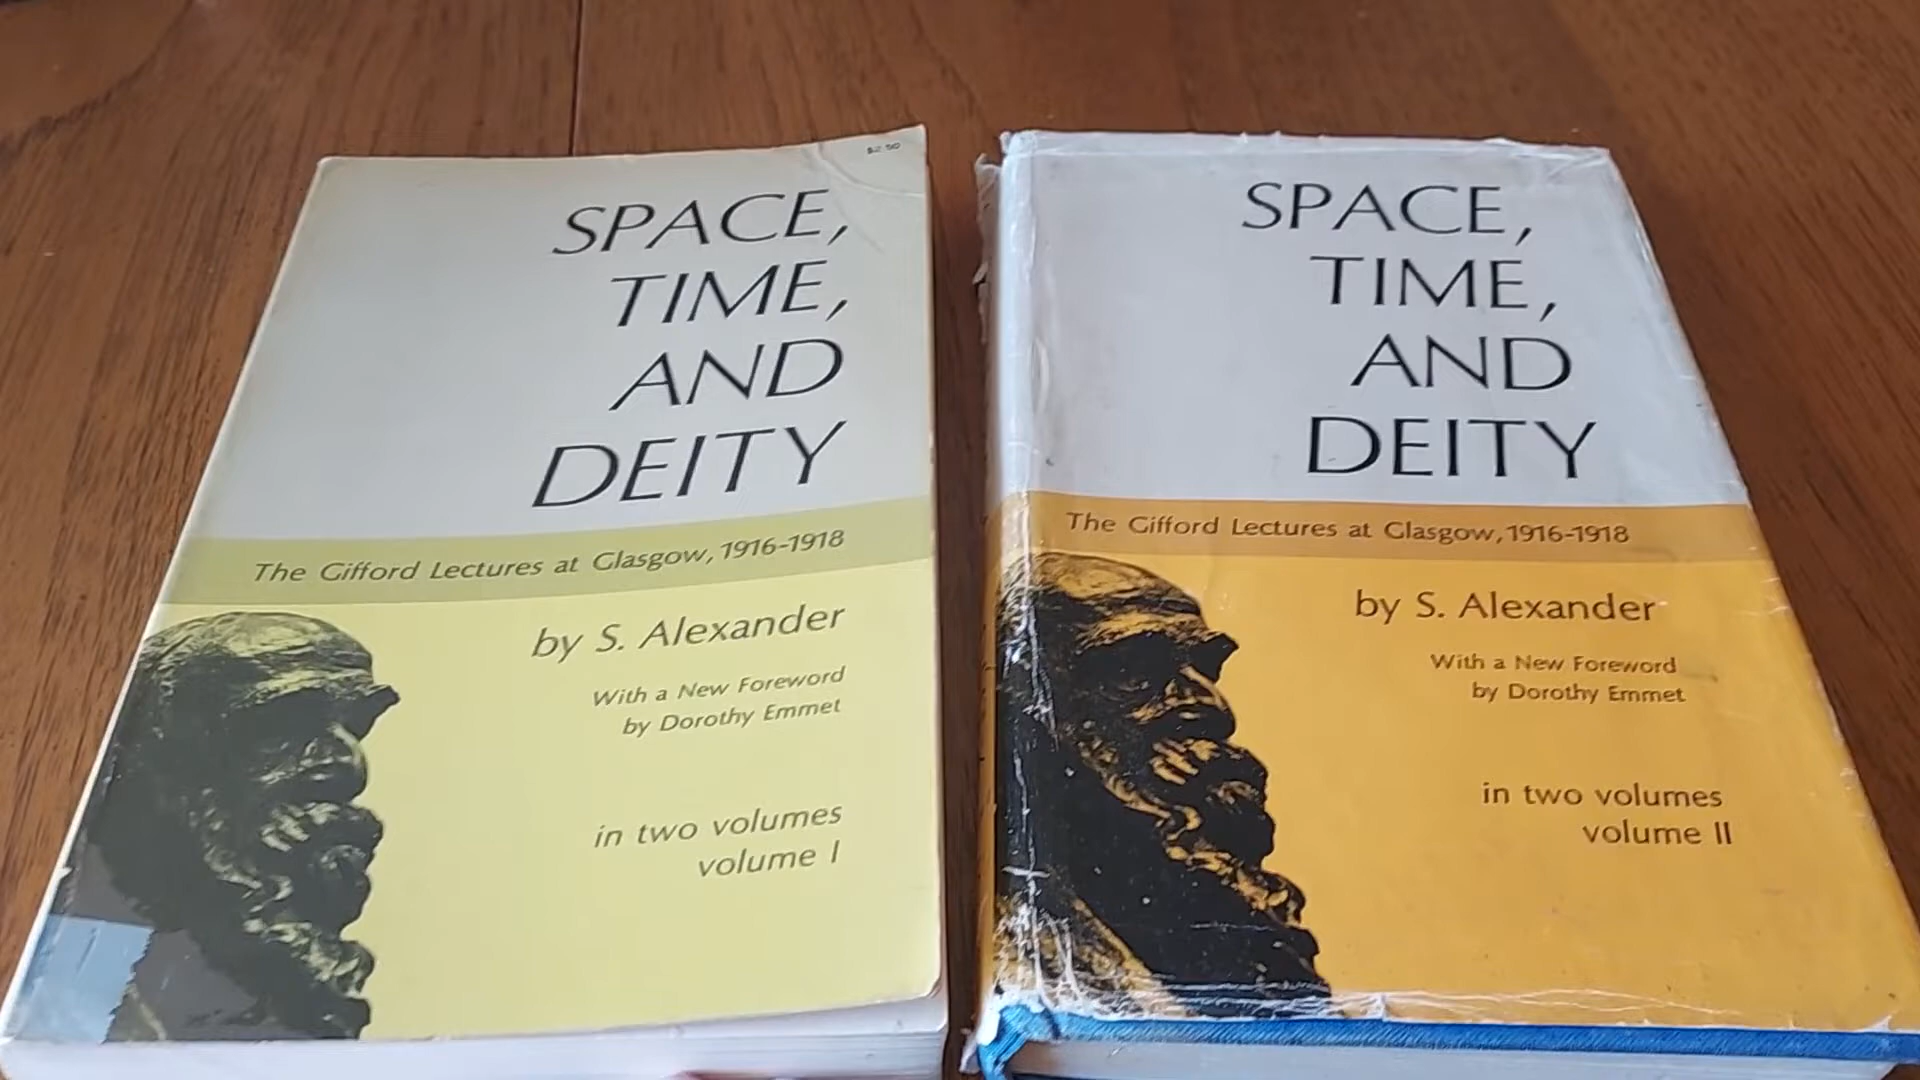 $2.50
SPACE,
TIME,
AND
DEITY
The Gifford Lectures at Glasgow, 1916-1918
by S. Alexander
With a New Foreword
by Dorothy Emmet
in two volumes
volume I
SPACE,
TIME,
AND
DEITY
The Gifford Lectures at Glasgow, 1916-1918
by S. Alexander
With a New Foreword
by Dorothy Emmet
in two volumes
volume II